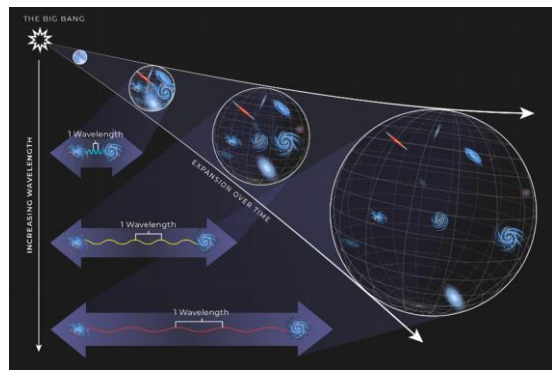 THE BIG BANG
1 Wavelength
1 Wavelength
1 Wavelength
INCREASING WAVELENGTH
EXPANSION OVER TIME